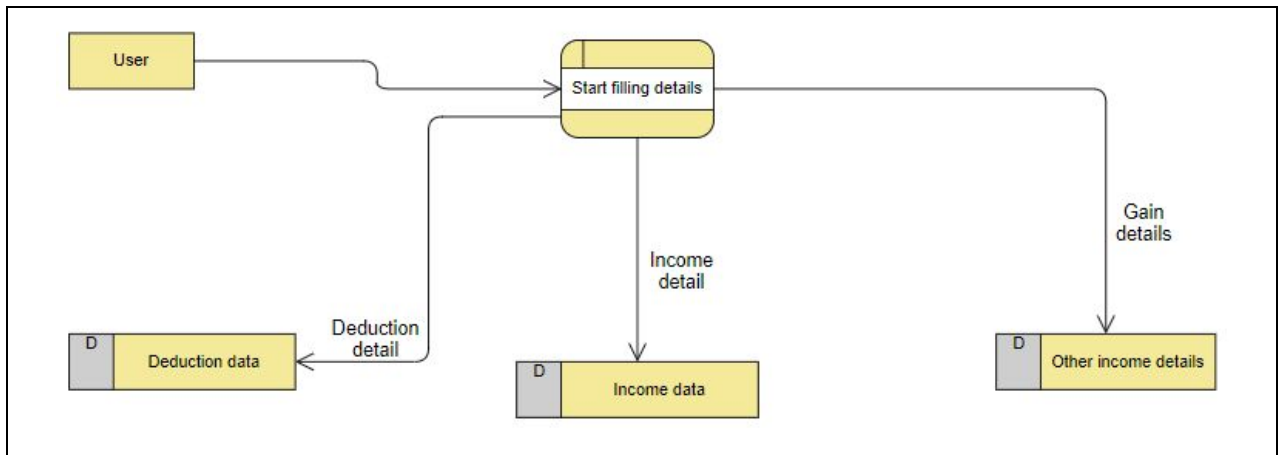 User
Start filling details
Gain
details
Income
detail
Deduction
detail
D
Deduction data
D
Income data
D
Other income details